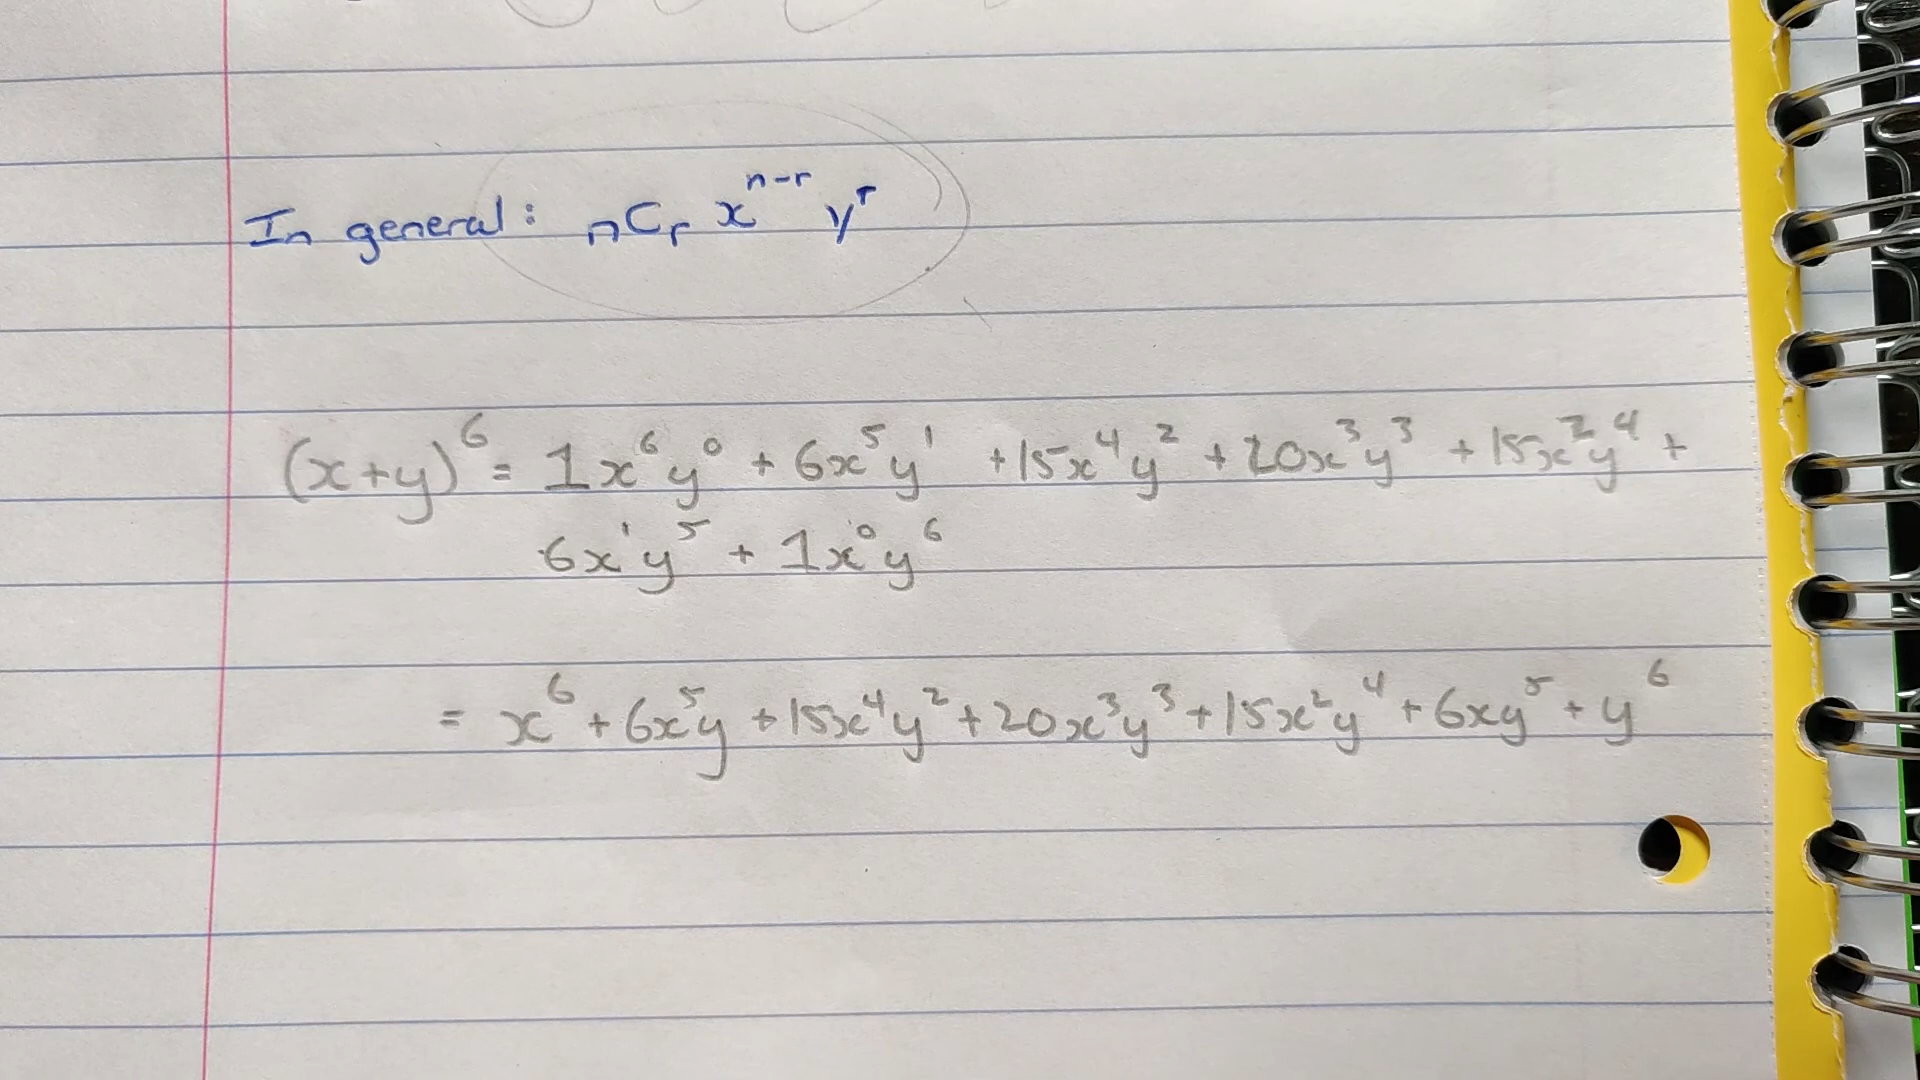 In general: nCr x^(n-r) y^r
(x+y)^6 = 1x^6y^0 + 6x^5y^1 + 15x^4y^2 + 20x^3y^3 + 15x^2y^4 +
6x^1y^5 + 1x^0y^6
= x^6 + 6x^5y + 15x^4y^2 + 20x^3y^3 + 15x^2y^4 + 6xy^5 + y^6